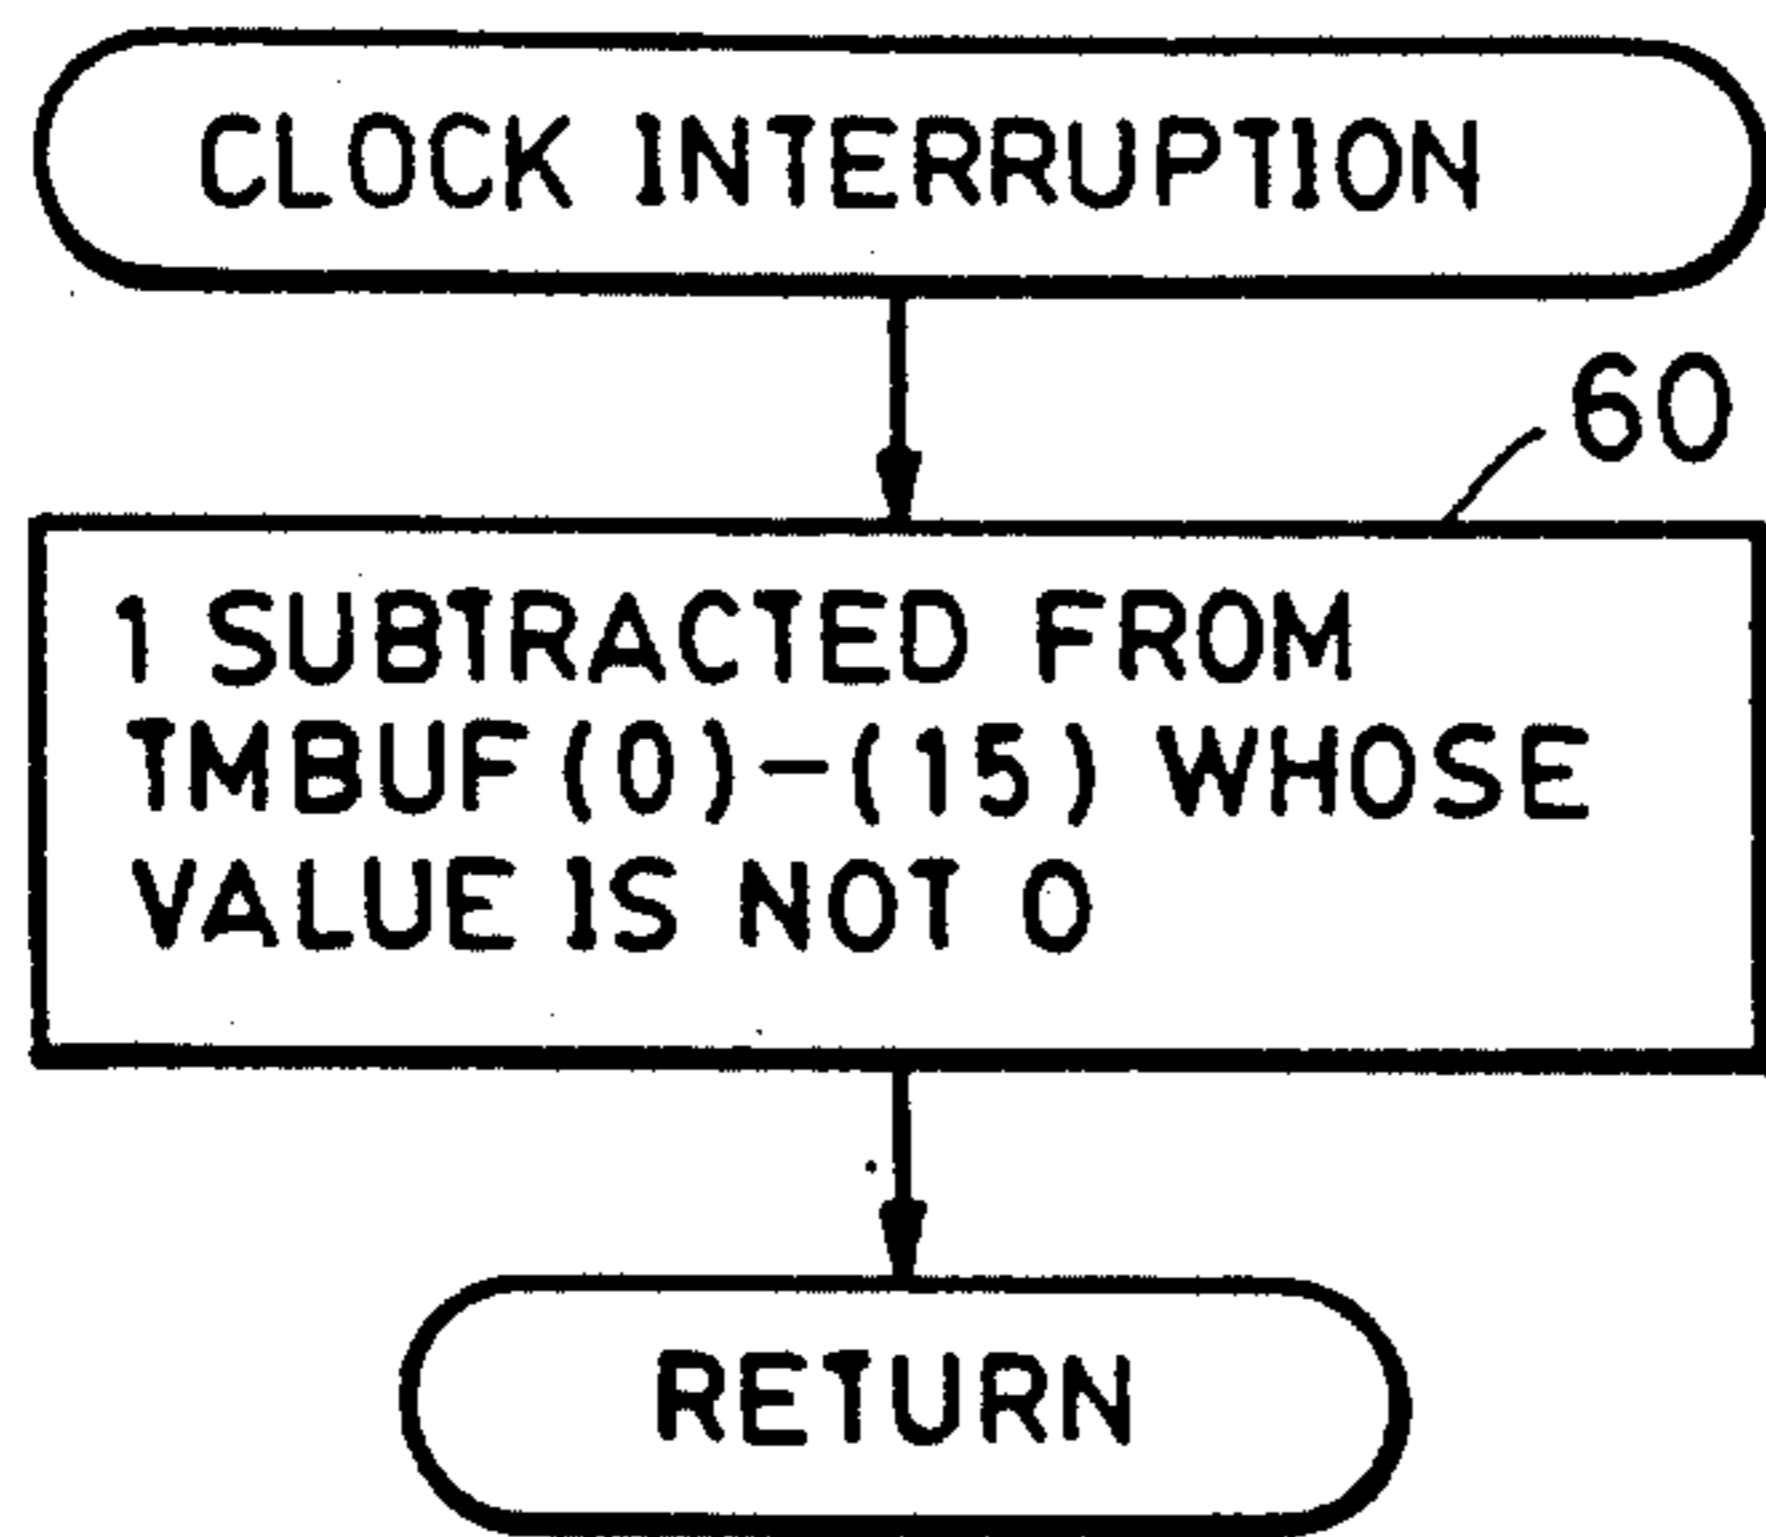 CLOCK INTERRUPTION
60
1 SUBTRACTED FROM
TMBUF(0)-(15) WHOSE
VALUE IS NOT 0
RETURN